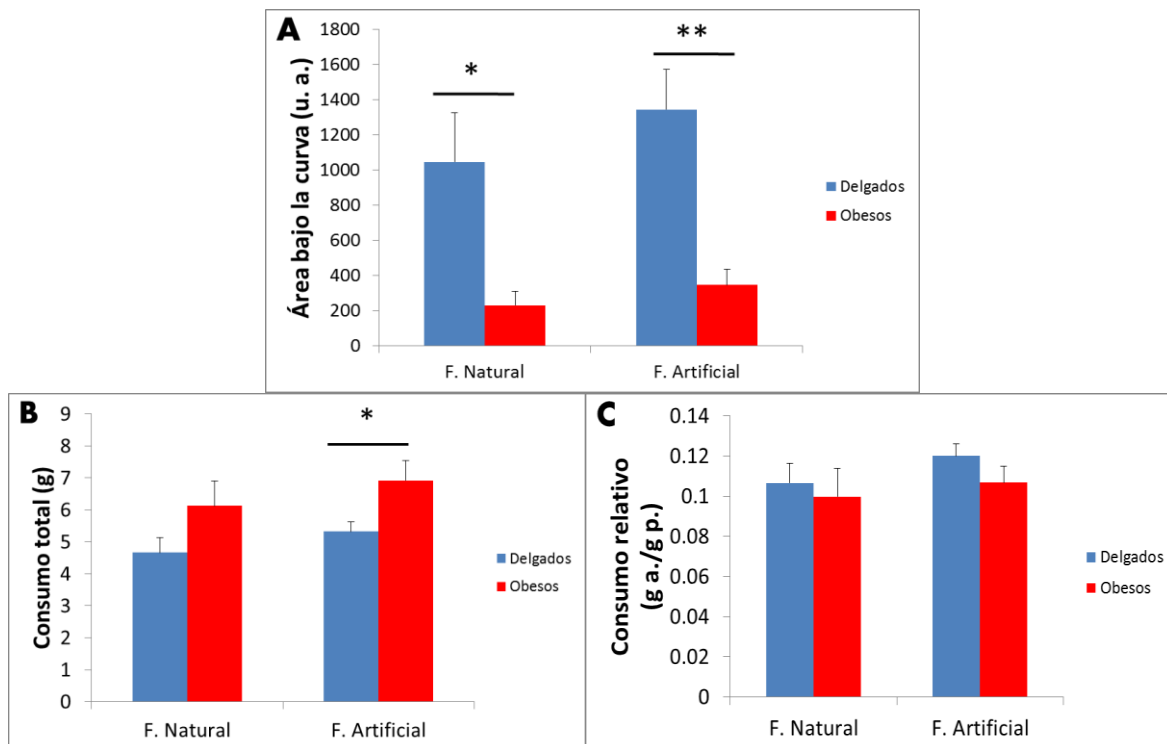 A
Área bajo la curva (u. a.)
1800
1600
1400
1200
1000
800
600
400
200
0
*
**
F. Natural
F. Artificial
Delgados
Obesos
B
Consumo total (g)
9
8
7
6
5
4
3
2
1
0
*
F. Natural
F. Artificial
Delgados
Obesos
C
Consumo relativo
(g a./g p.)
0.14
0.12
0.1
0.08
0.06
0.04
0.02
0
F. Natural
F. Artificial
Delgados
Obesos